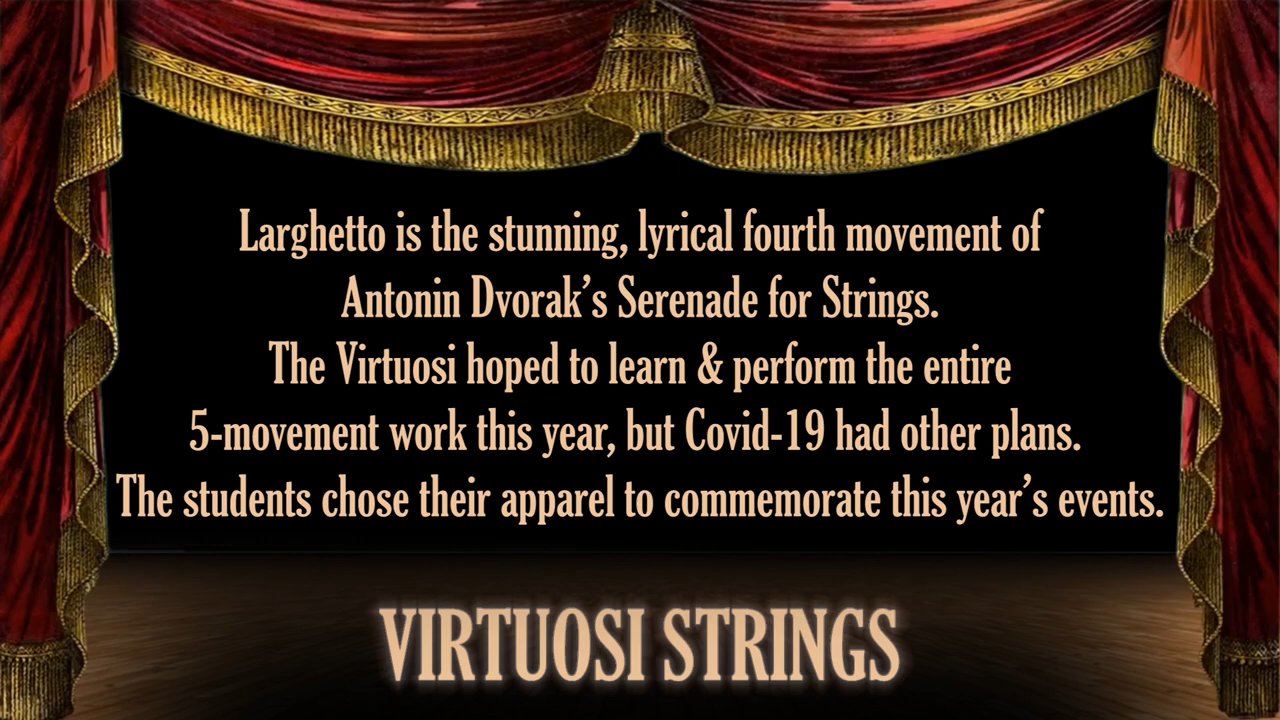 Larghetto is the stunning, lyrical fourth movement of
Antonin Dvorak’s Serenade for Strings.
The Virtuosi hoped to learn & perform the entire
5-movement work this year, but Covid-19 had other plans.
The students chose their apparel to commemorate this year’s events.
VIRTUOSI STRINGS